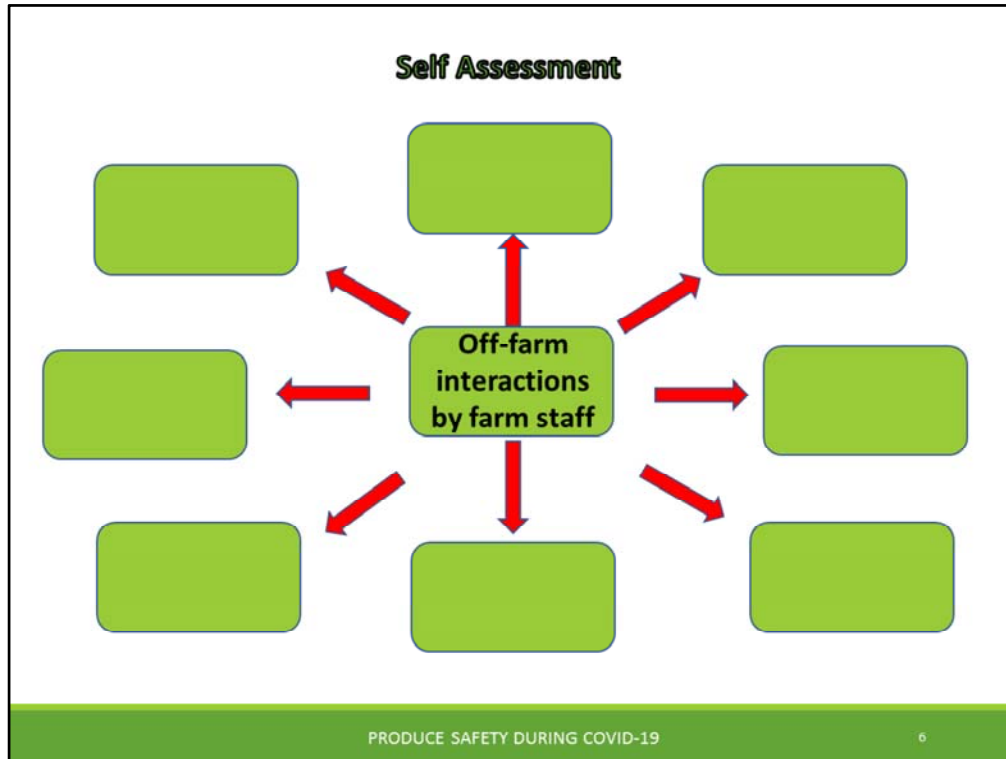 Self Assessment
Off-farm
interactions
by farm staff
PRODUCE SAFETY DURING COVID-19
6